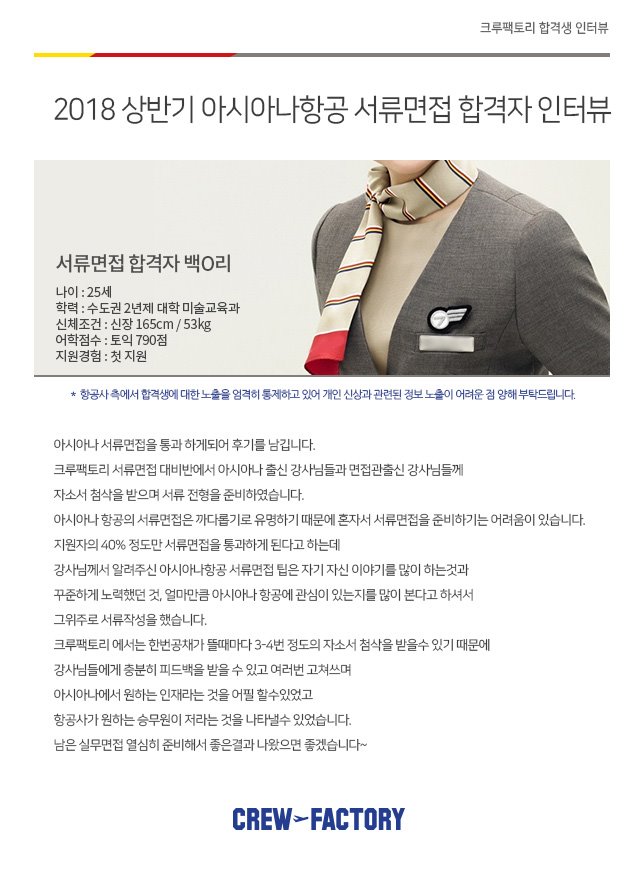 크루팩토리 합격생 인터뷰
2018 상반기 아시아나항공 서류면접 합격자 인터뷰
서류면접 합격자 백O리
나이 : 25세
학력 : 수도권 2년제 대학 미술교육과
신체조건 : 신장 165cm / 53kg
어학점수 : 토익 790점
지원경험 : 첫 지원
* 항공사 측에서 합격생에 대한 노출을 엄격히 통제하고 있어 개인 신상과 관련된 정보 노출이 어려운 점 양해 부탁드립니다.
아시아나 서류면접을 통과 하게되어 후기를 남깁니다.
크루팩토리 서류면접 대비반에서 아시아나 출신 강사님들과 면접관출신 강사님들께
자소서 첨삭을 받으며 서류 전형을 준비하였습니다.
아시아나 항공의 서류면접은 까다롭기로 유명하기 때문에 혼자서 서류면접을 준비하기는 어려움이 있습니다.
지원자의 40% 정도만 서류면접을 통과하게 된다고 하는데
강사님께서 알려주신 아시아나항공 서류면접 팁은 자기 자신 이야기를 많이 하는것과
꾸준하게 노력했던 것, 얼마만큼 아시아나 항공에 관심이 있는지를 많이 본다고 하셔서
그위주로 서류작성을 했습니다.
크루팩토리 에서는 한번공채가 뜰때마다 3-4번 정도의 자소서 첨삭을 받을수 있기 때문에
강사님들에게 충분히 피드백을 받을 수 있고 여러번 고쳐쓰며
아시아나에서 원하는 인재라는 것을 어필 할수있었고
항공사가 원하는 승무원이 저라는 것을 나타낼수 있었습니다.
남은 실무면접 열심히 준비해서 좋은결과 나왔으면 좋겠습니다~
CREW FACTORY